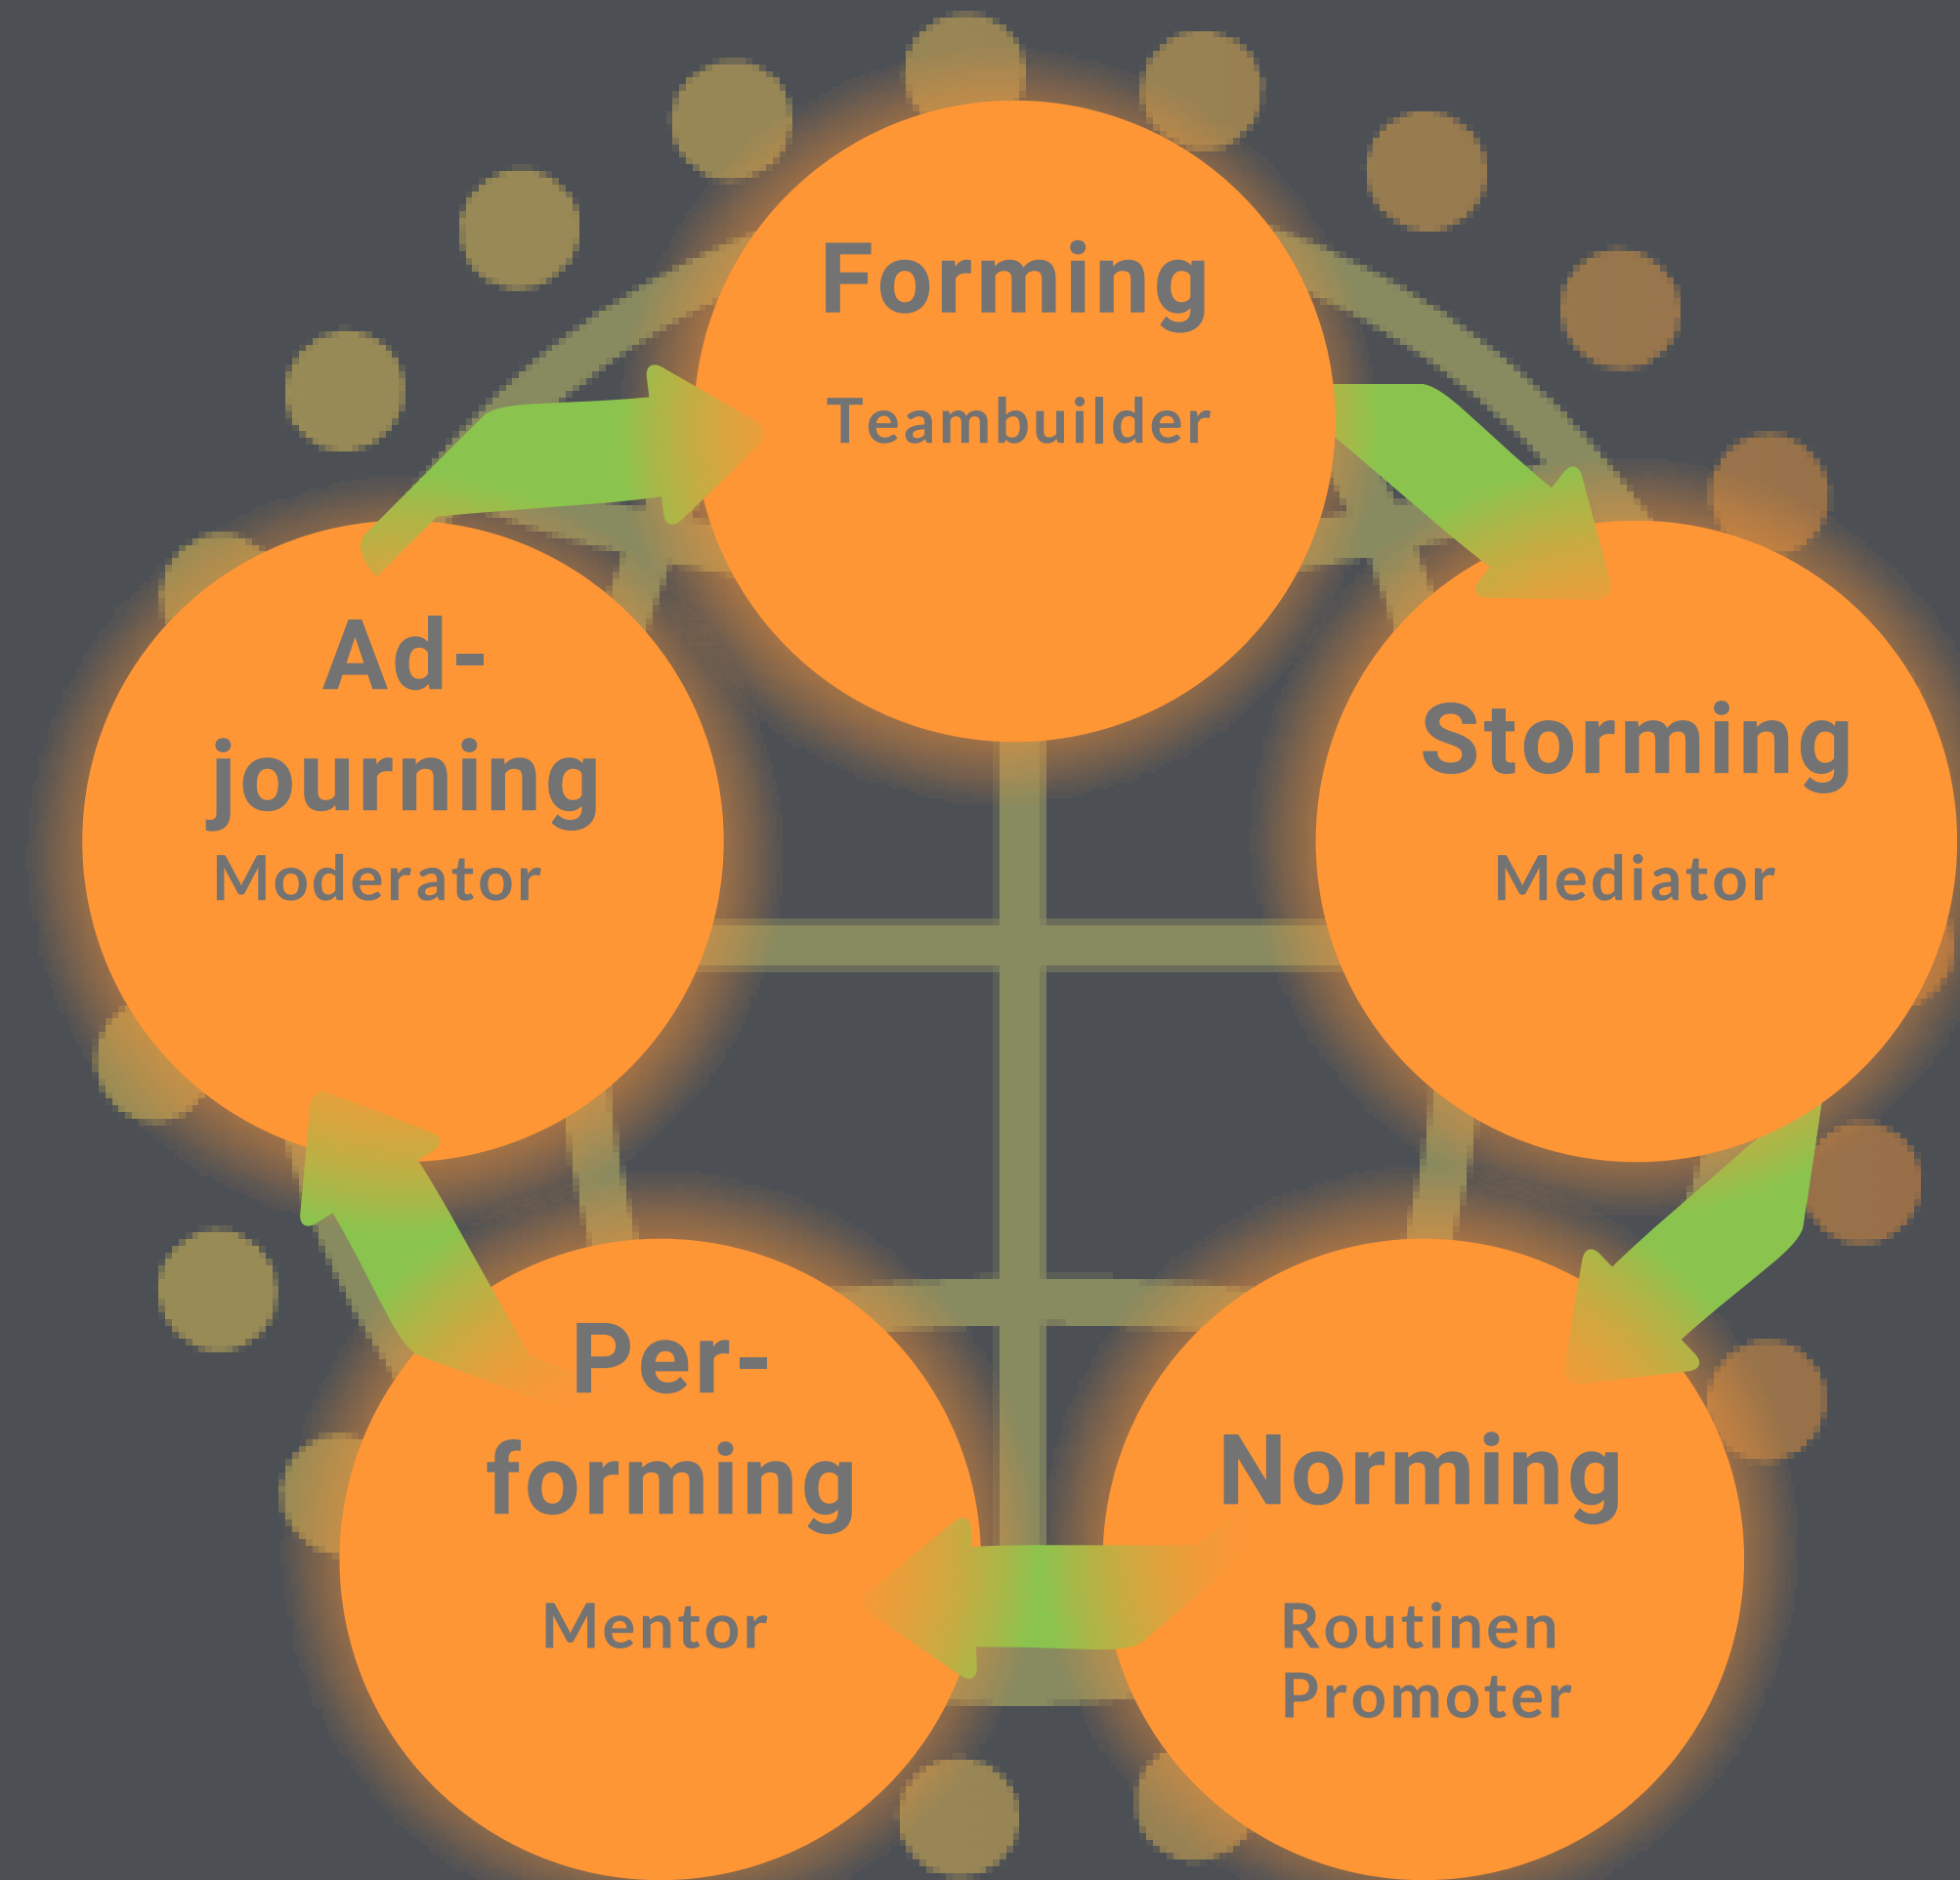 Forming
Teambuilder
Storming
Mediator
Norming
Routinen
Promoter
Per-
forming
Mentor
Ad-
journing
Moderator